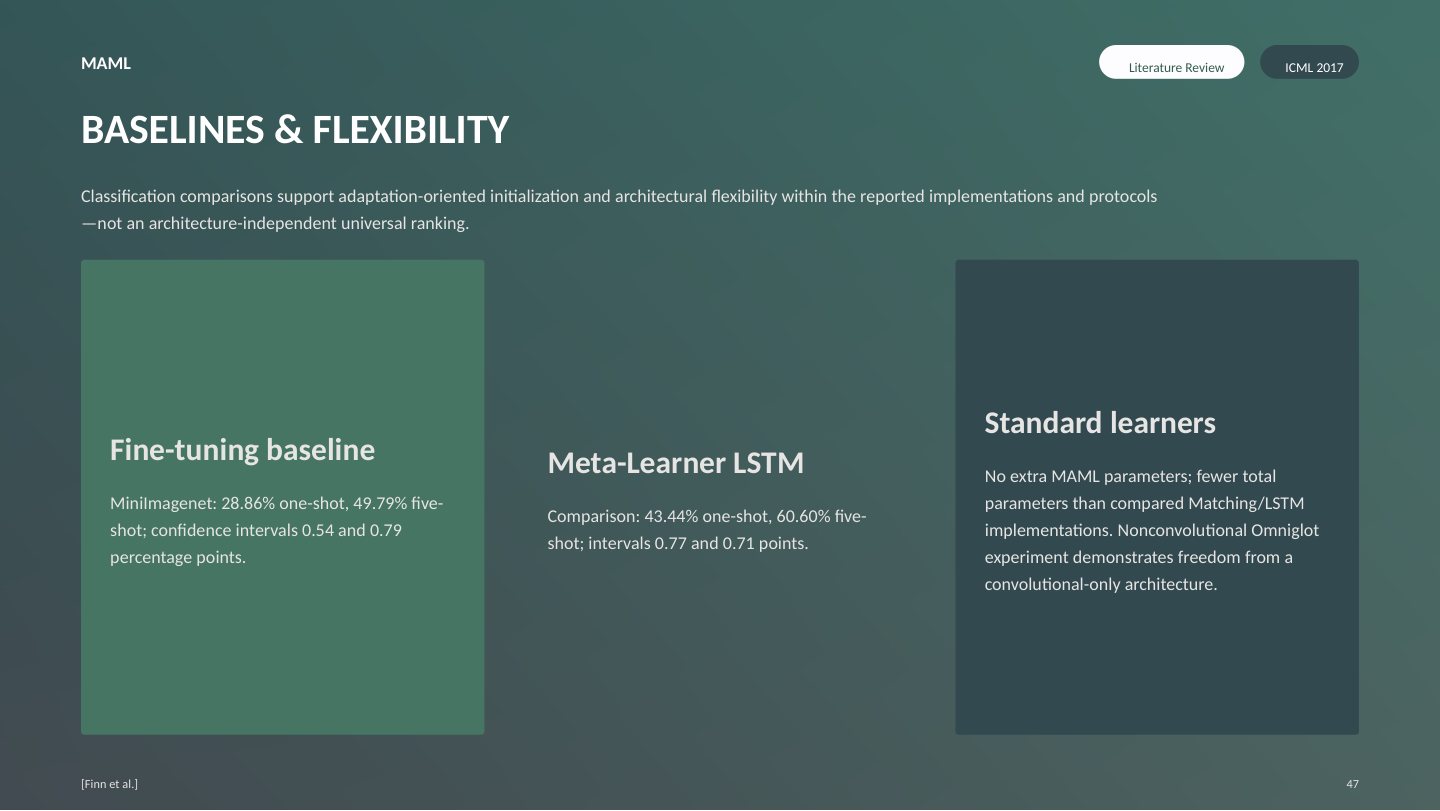 MAML
Literature Review
ICML 2017
BASELINES & FLEXIBILITY
Classification comparisons support adaptation-oriented initialization and architectural flexibility within the reported implementations and protocols
—not an architecture-independent universal ranking.
Fine-tuning baseline
MiniImagenet: 28.86% one-shot, 49.79% five-
shot; confidence intervals 0.54 and 0.79
percentage points.
Meta-Learner LSTM
Comparison: 43.44% one-shot, 60.60% five-
shot; intervals 0.77 and 0.71 points.
Standard learners
No extra MAML parameters; fewer total
parameters than compared Matching/LSTM
implementations. Nonconvolutional Omniglot
experiment demonstrates freedom from a
convolutional-only architecture.
[Finn et al.]
47